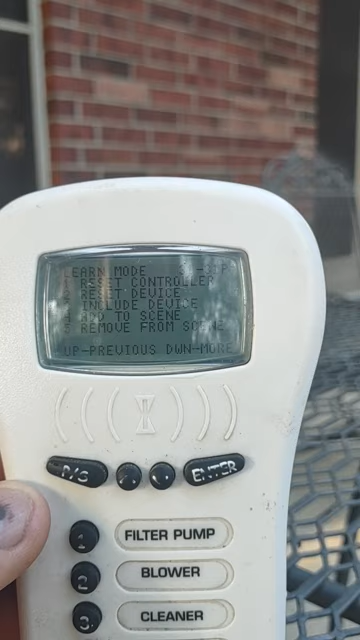 LEARN MODE
1 RESET CONTROLLER
2 RESET DEVICE
3 INCLUDE DEVICE
4 ADD TO SCENE
5 REMOVE FROM SCENE
UP-PREVIOUS DWN-MORE
P/S ENTER
1 FILTER PUMP
2 BLOWER
3 CLEANER